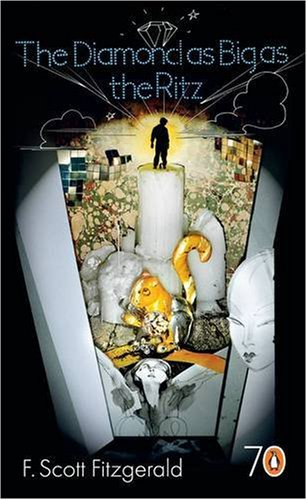 The Diamond as Big as
the Ritz
F. Scott Fitzgerald
70